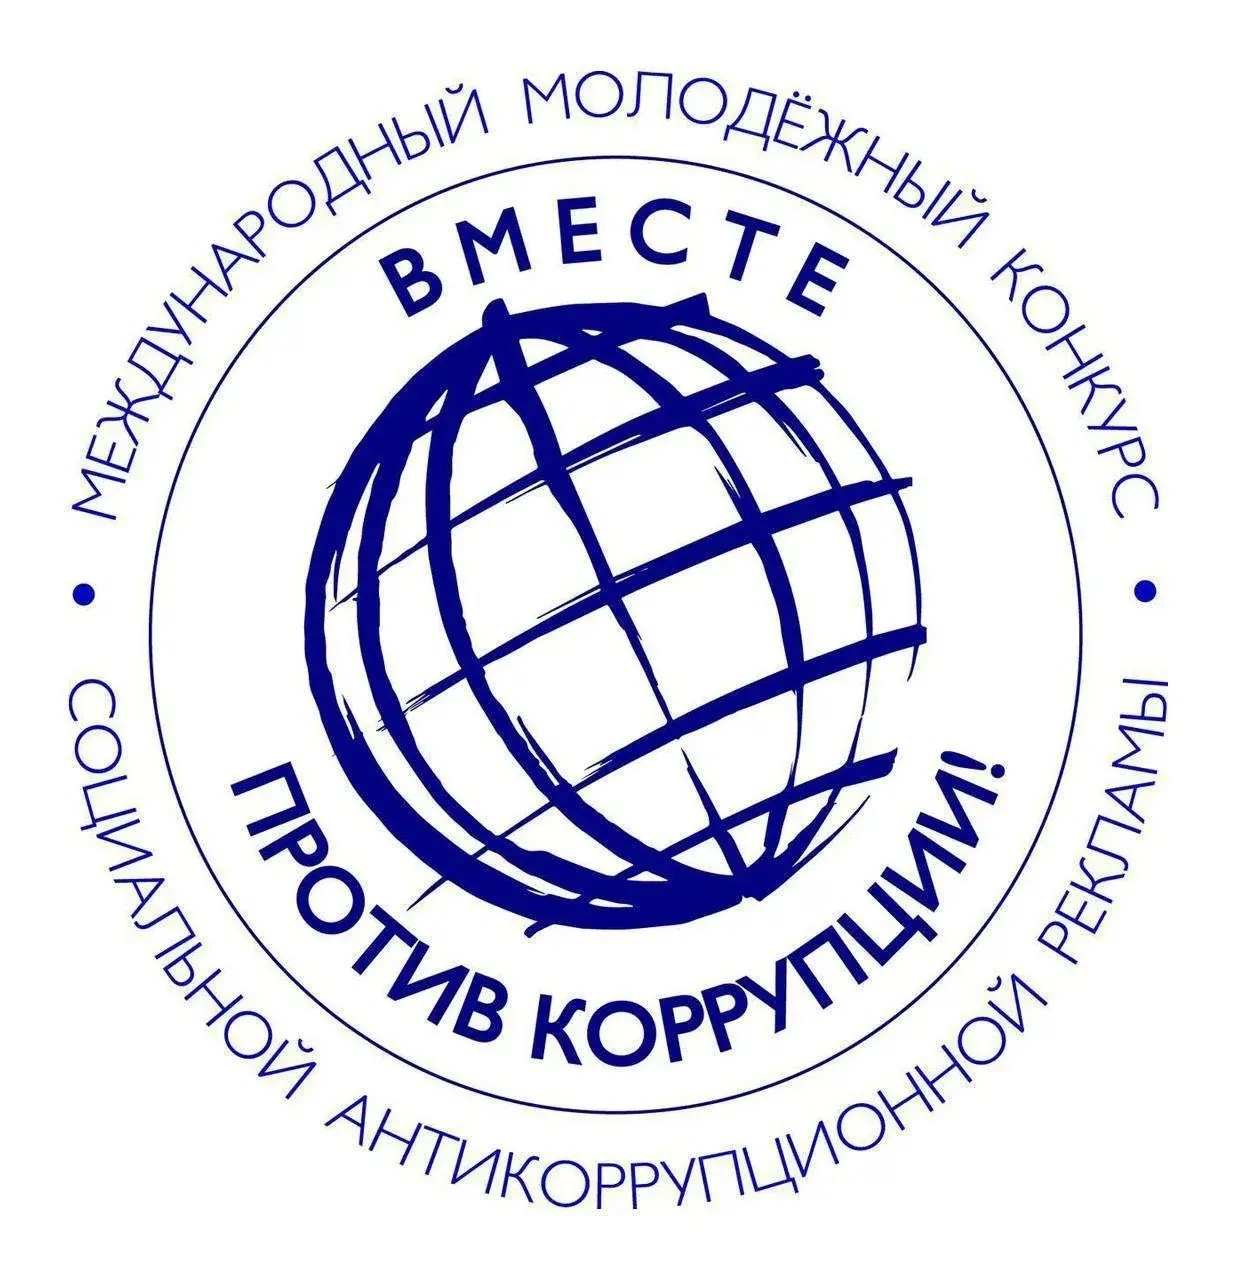 МЕЖДУНАРОДНЫЙ МОЛОДЁЖНЫЙ КОНКУРС
ВМЕСТЕ
ПРОТИВ КОРРУПЦИИ!
СОЦИАЛЬНОЙ АНТИКОРРУПЦИОННОЙ РЕКЛАМЫ